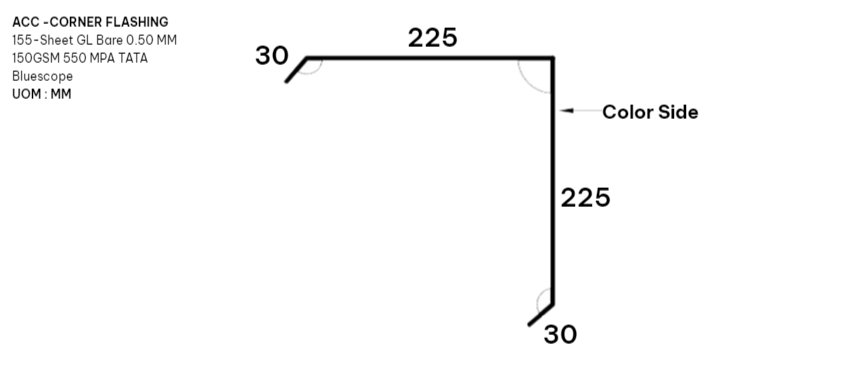 ACC -CORNER FLASHING
155-Sheet GL Bare 0.50 MM
150GSM 550 MPA TATA
Bluescope
UOM : MM
225
30
Color Side
225
30